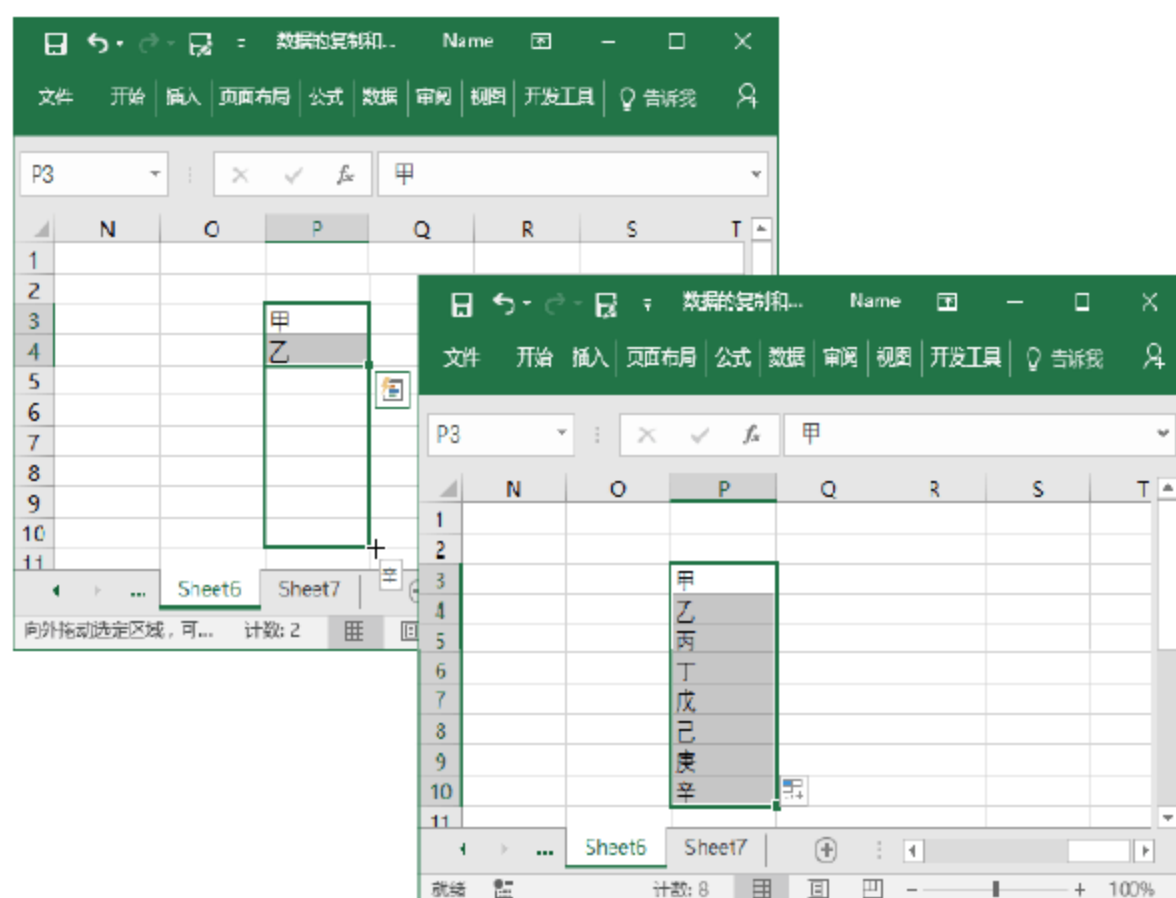 数据的复制和... Name
文件 开始 插入 页面布局 公式 数据 审阅 视图 开发工具 告诉我
P3 fx 甲
N O P Q R S T
1
2
3 甲
4 乙
5
6
7
8
9
10
11
辛
... Sheet6 Sheet7
向外拖动选定区域，可... 计数: 2
数据的复制和... Name
文件 开始 插入 页面布局 公式 数据 审阅 视图 开发工具 告诉我
P3 fx 甲
N O P Q R S T
1
2
3 甲
4 乙
5 丙
6 丁
7 戊
8 己
9 庚
10 辛
11
... Sheet6 Sheet7
就绪 计数: 8 100%